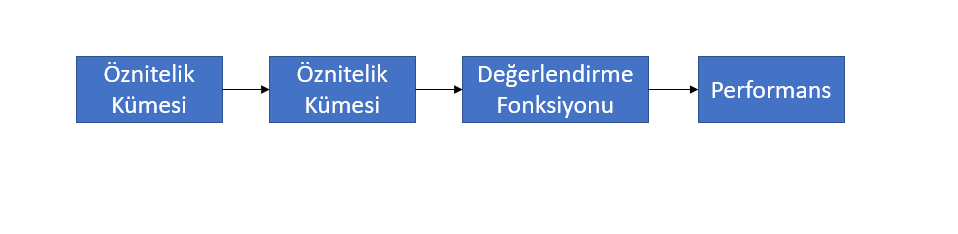 Öznitelik
Kümesi
Öznitelik
Kümesi
Değerlendirme
Fonksiyonu
Performans